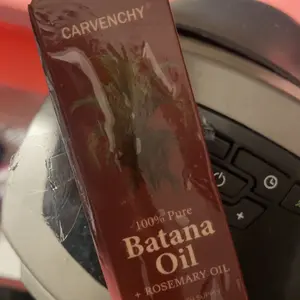 CARVENCHY
100% Pure
Batana
Oil
+ ROSEMARY OIL